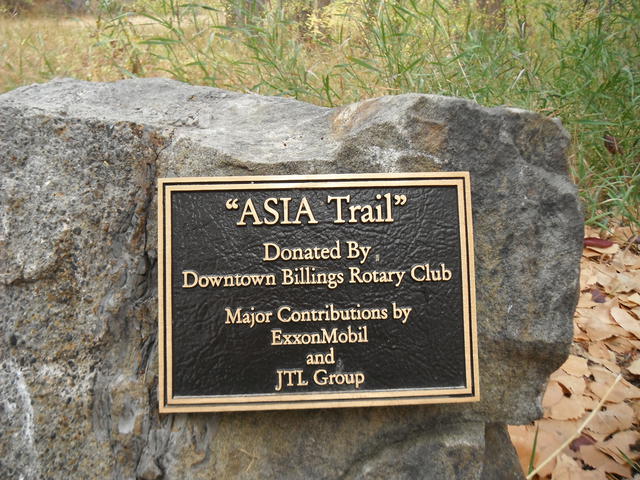 “ASIA Trail”
Donated By
Downtown Billings Rotary Club
Major Contributions by
ExxonMobil
and
JTL Group